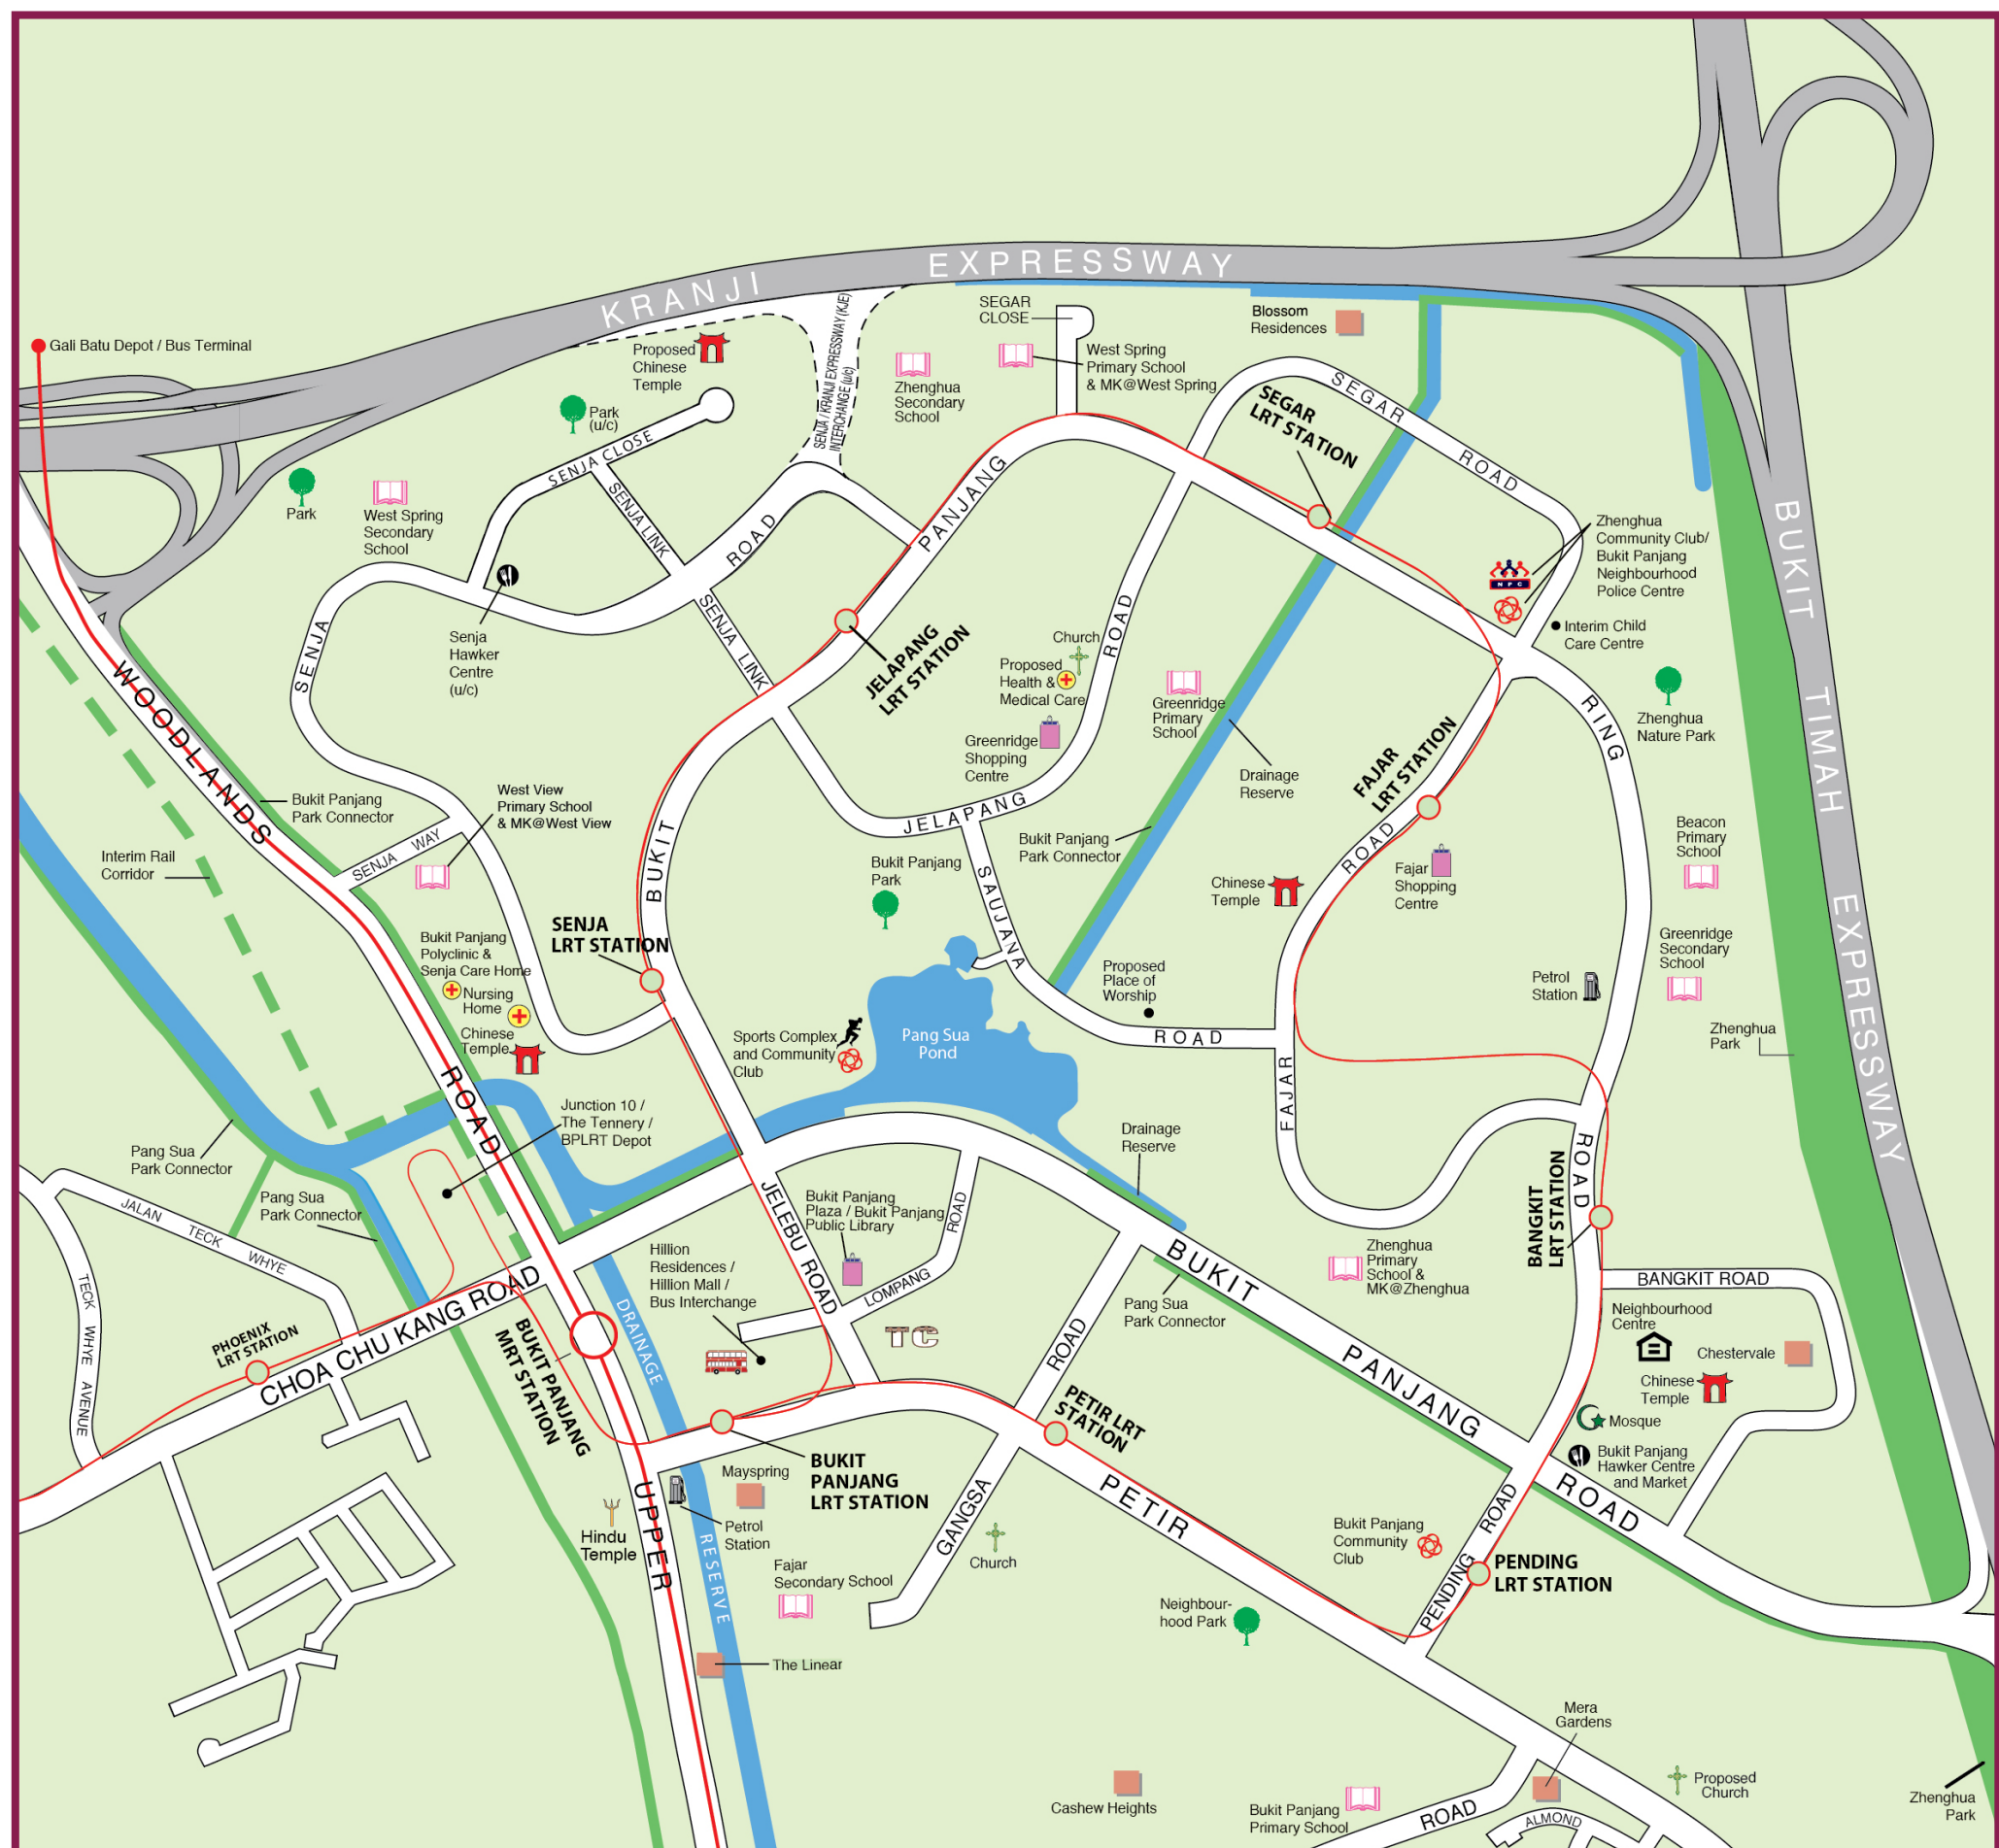 EXPRESSWAY
KRANJI
SEGAR
CLOSE
Blossom
Residences
Gali Batu Depot / Bus Terminal
Proposed
Chinese
Temple
SENJA / KRANJI EXPRESSWAY (KJE)
INTERCHANGE (u/c)
Zhenghua
Secondary
School
West Spring
Primary School
& MK@West Spring
SEGAR
LRT STATION
SEGAR
ROAD
Park
(u/c)
SENJA CLOSE
SENJA LINK
Park
West Spring
Secondary
School
ROAD
PANJANG
BUKIT
TIMAH
EXPRESSWAY
Zhenghua
Community Club/
Bukit Panjang
Neighbourhood
Police Centre
NPC
Interim Child
Care Centre
SENJA
Senja
Hawker
Centre
(u/c)
SENJA LINK
JELAPANG
LRT STATION
Church
Proposed
Health &
Medical Care
ROAD
Greenridge
Primary
School
Greenridge
Shopping
Centre
Drainage
Reserve
FAJAR
LRT STATION
RING
Zhenghua
Nature Park
WOODLANDS
Bukit Panjang
Park Connector
West View
Primary School
& MK@West View
SENJA WAY
Interim Rail
Corridor
BUKIT
JELAPANG
Bukit Panjang
Park
SAUJANA
Bukit Panjang
Park Connector
Chinese
Temple
ROAD
Fajar
Shopping
Centre
Beacon
Primary
School
Greenridge
Secondary
School
SENJA
LRT STATION
Bukit Panjang
Polyclinic &
Senja Care Home
Nursing
Home
Chinese
Temple
Sports Complex
and Community
Club
Pang Sua
Pond
Proposed
Place of
Worship
ROAD
Petrol
Station
Zhenghua
Park
ROAD
Junction 10 /
The Tennery /
BPLRT Depot
FAJAR
ROAD
BANGKIT
LRT STATION
Drainage
Reserve
Pang Sua
Park Connector
Pang Sua
Park Connector
JALAN TECK WHYE
TECK WHYE AVENUE
JELEBU ROAD
Bukit Panjang
Plaza / Bukit Panjang
Public Library
ROAD
LOMPANG
Hillion
Residences /
Hillion Mall /
Bus Interchange
TC
Zhenghua
Primary
School &
MK@Zhenghua
BANGKIT ROAD
Neighbourhood
Centre
Chestervale
Chinese
Temple
Mosque
Bukit Panjang
Hawker Centre
and Market
BUKIT
PANJANG
ROAD
Pang Sua
Park Connector
PHOENIX
LRT STATION
CHOA CHU KANG ROAD
BUKIT PANJANG
MRT STATION
DRAINAGE
RESERVE
ROAD
GANGSA
PETIR LRT
STATION
PETIR
BUKIT
PANJANG
LRT STATION
Mayspring
Petrol
Station
Hindu
Temple
UPPER
Fajar
Secondary School
Church
Bukit Panjang
Community
Club
PENDING
ROAD
PENDING
LRT STATION
Neighbour-
hood Park
The Linear
Mera
Gardens
Cashew Heights
Bukit Panjang
Primary School
ROAD
ALMOND
Proposed
Church
Zhenghua
Park